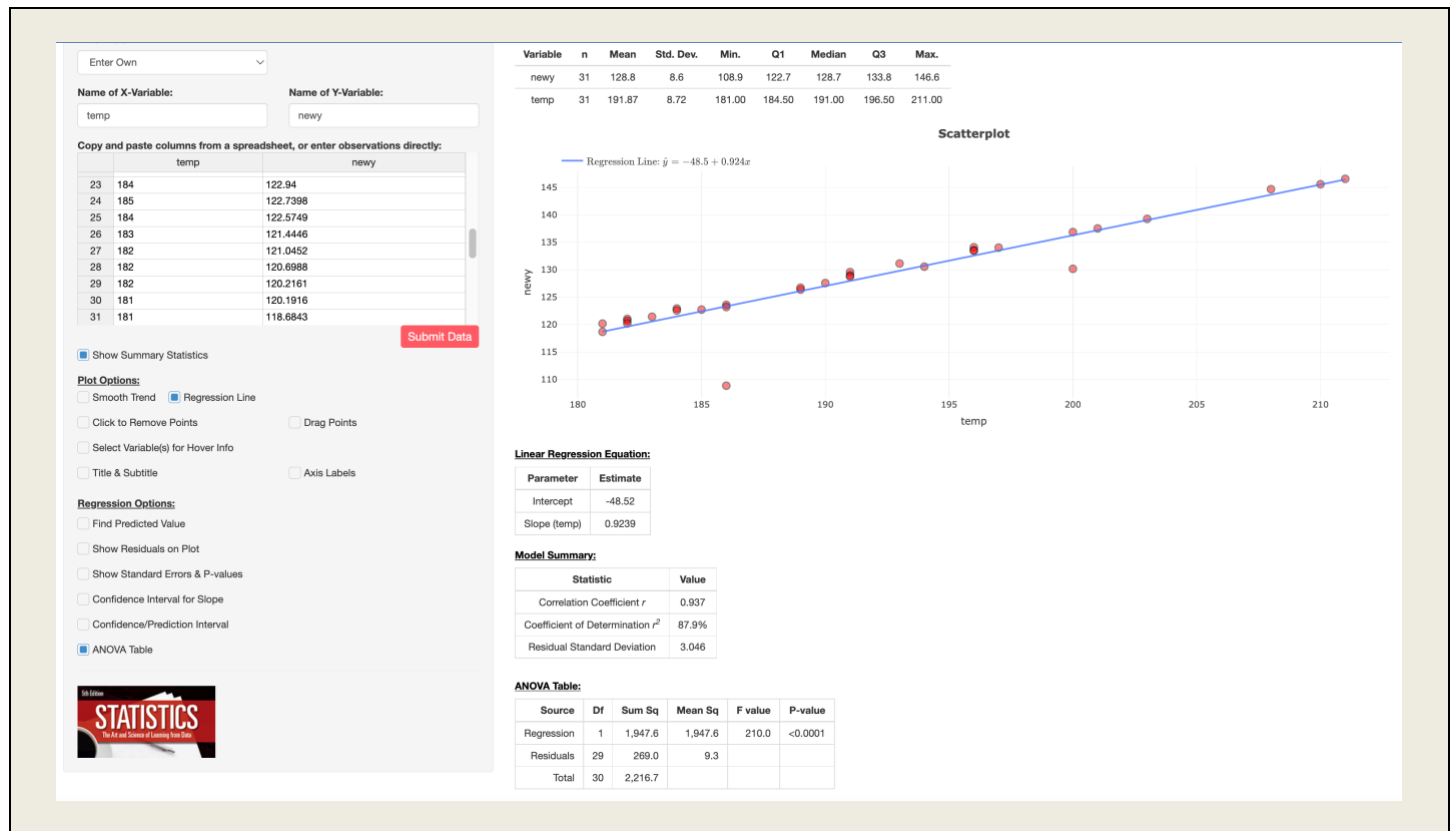 Enter Own
Name of X-Variable: Name of Y-Variable:
temp newy
Copy and paste columns from a spreadsheet, or enter observations directly:
temp newy
23 184 122.94
24 185 122.7398
25 184 122.5749
26 183 121.4446
27 182 121.0452
28 182 120.6988
29 182 120.2161
30 181 120.1916
31 181 118.6843
Submit Data
Show Summary Statistics
Plot Options:
Smooth Trend Regression Line
Click to Remove Points Drag Points
Select Variable(s) for Hover Info
Title & Subtitle Axis Labels
Regression Options:
Find Predicted Value
Show Residuals on Plot
Show Standard Errors & P-values
Confidence Interval for Slope
Confidence/Prediction Interval
ANOVA Table
5th Edition
STATISTICS
The Art and Science of Learning from Data
Variable n Mean Std. Dev. Min. Q1 Median Q3 Max.
newy 31 128.8 8.6 108.9 122.7 128.7 133.8 146.6
temp 31 191.87 8.72 181.00 184.50 191.00 196.50 211.00
Scatterplot
Regression Line: ŷ = −48.5 + 0.924x
145
140
135
130
125
120
115
110
newy
180 185 190 195 200 205 210
temp
Linear Regression Equation:
Parameter Estimate
Intercept -48.52
Slope (temp) 0.9239
Model Summary:
Statistic Value
Correlation Coefficient r 0.937
Coefficient of Determination r² 87.9%
Residual Standard Deviation 3.046
ANOVA Table:
Source Df Sum Sq Mean Sq F value P-value
Regression 1 1,947.6 1,947.6 210.0 <0.0001
Residuals 29 269.0 9.3
Total 30 2,216.7